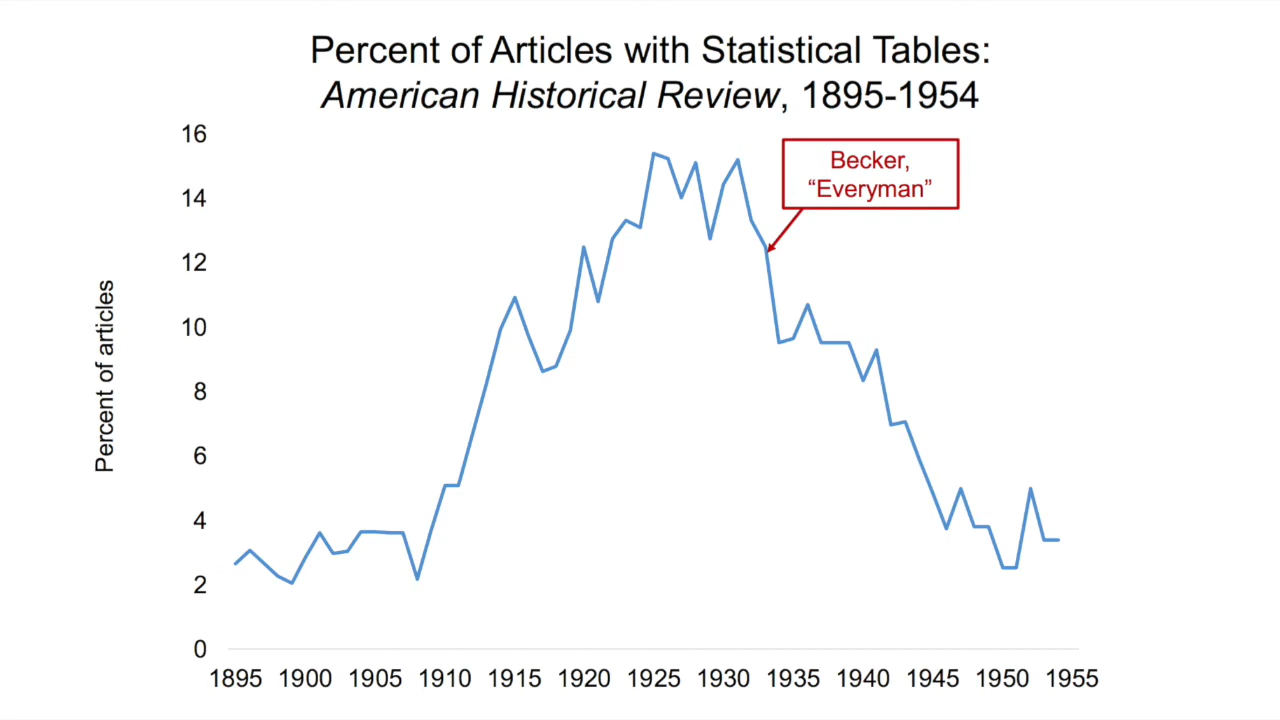 Percent of Articles with Statistical Tables:
American Historical Review, 1895-1954
16
14
12
10
8
6
4
2
0
Percent of articles
Becker,
“Everyman”
1895 1900 1905 1910 1915 1920 1925 1930 1935 1940 1945 1950 1955